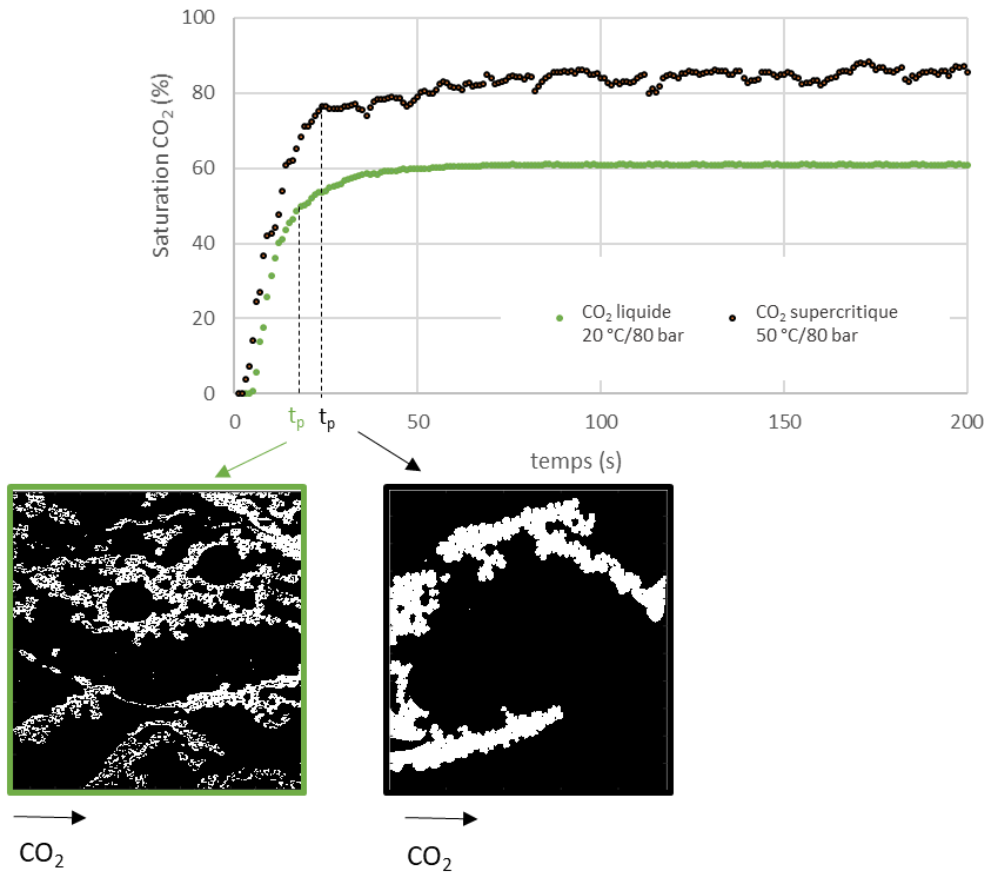 100
80
60
40
20
0
Saturation CO₂ (%)
CO₂ liquide
20 °C/80 bar
CO₂ supercritique
50 °C/80 bar
0
50
100
150
200
tₚ
tₚ
temps (s)
CO₂
CO₂